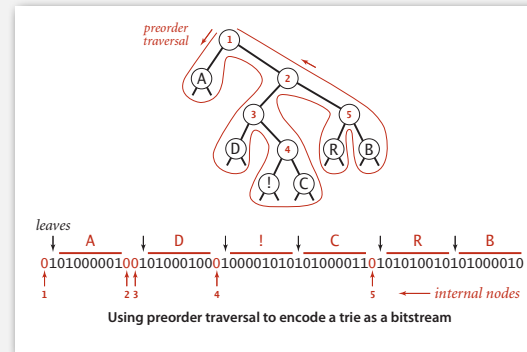 preorder
traversal
1
A
2
3
5
D
4
R
B
!
C
leaves
A D ! C R B
01010000010010100010001000010101010000110101010010101000010
1 2 3 4 5 internal nodes
Using preorder traversal to encode a trie as a bitstream